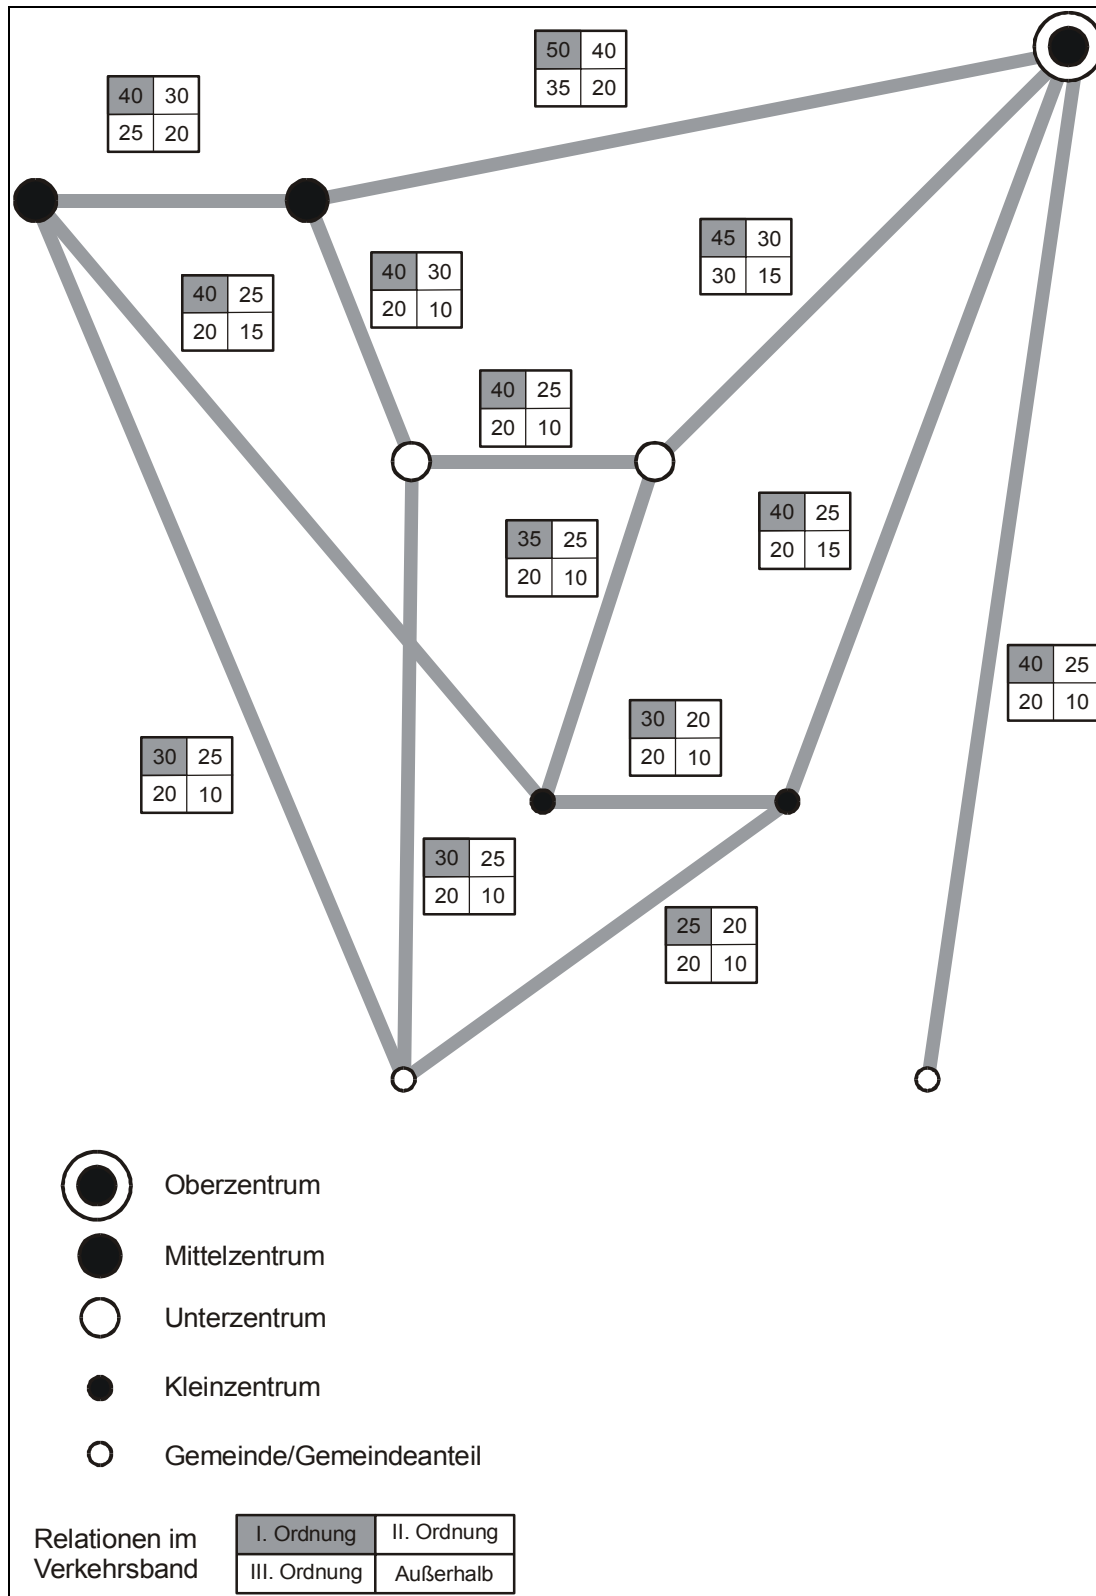 50 40
35 20
40 30
25 20
45 30
30 15
40 30
20 10
40 25
20 15
40 25
20 10
40 25
20 15
35 25
20 10
40 25
20 10
30 20
20 10
30 25
20 10
30 25
20 10
25 20
20 10
Oberzentrum
Mittelzentrum
Unterzentrum
Kleinzentrum
Gemeinde/Gemeindeanteil
Relationen im
Verkehrsband
I. Ordnung II. Ordnung
III. Ordnung Außerhalb